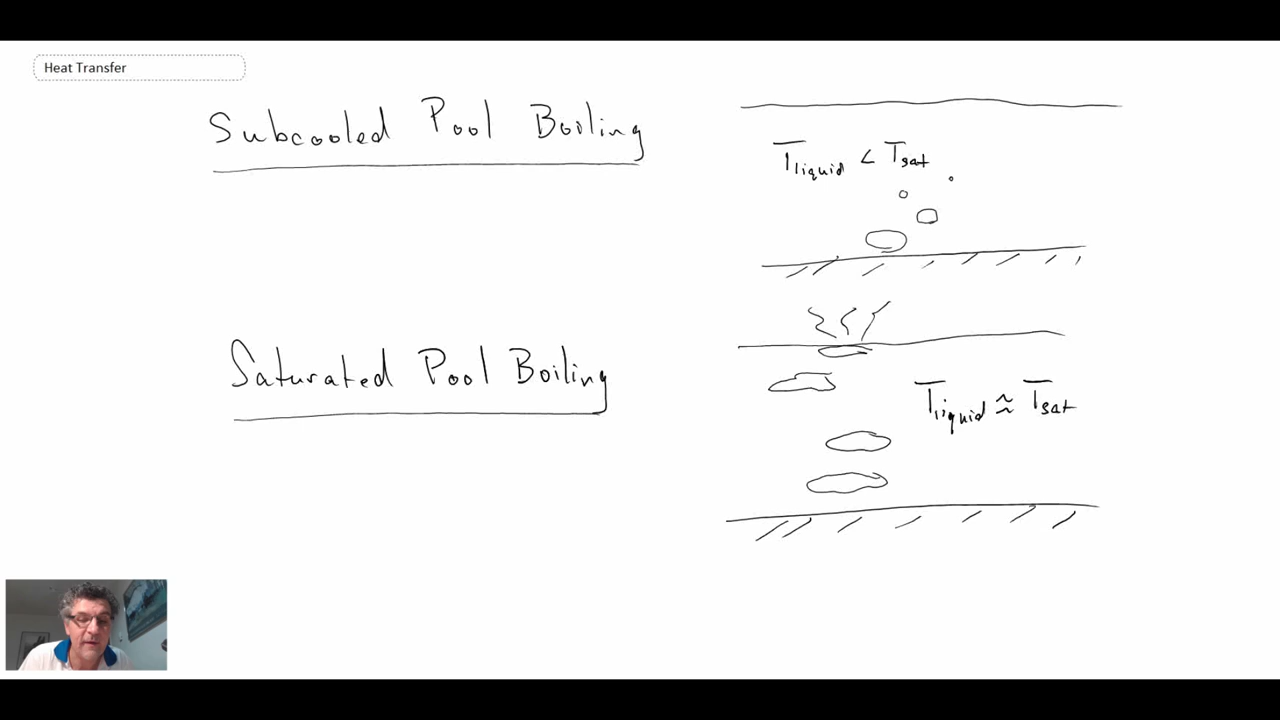 Heat Transfer
Subcooled Pool Boiling
Tliquid < Tsat
Saturated Pool Boiling
Tliquid ≈ Tsat